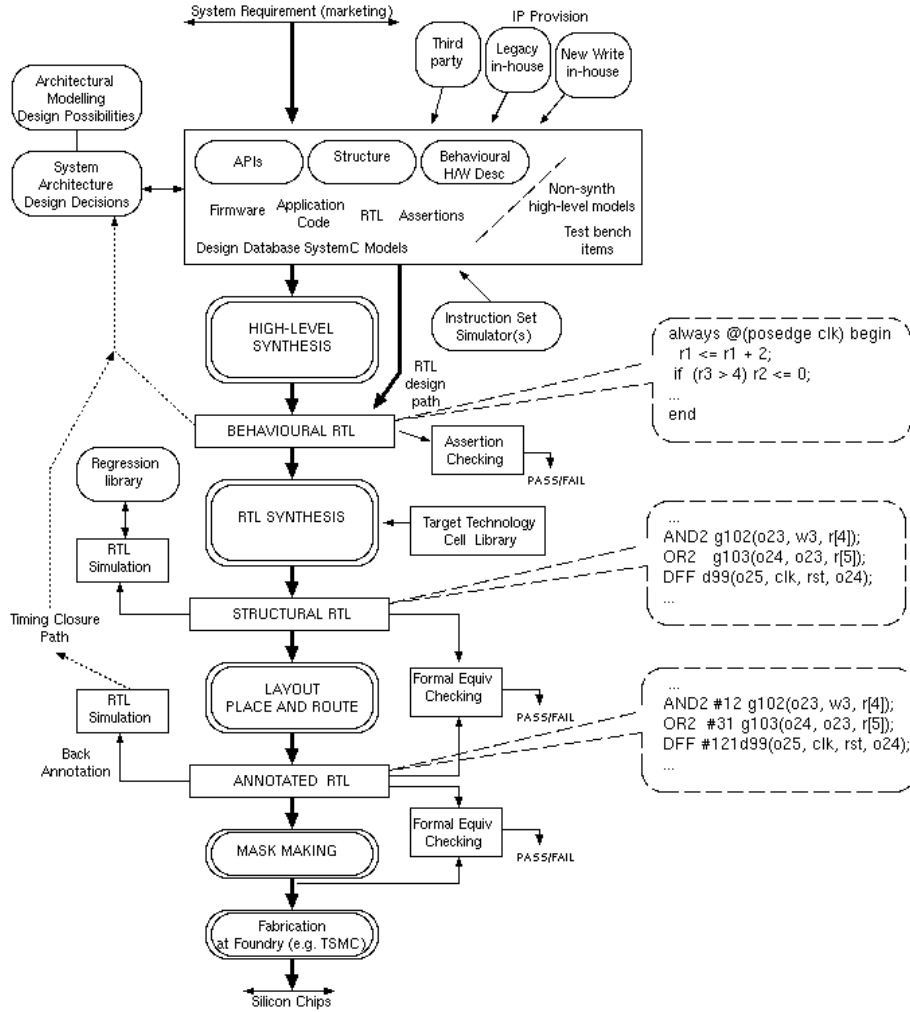 System Requirement (marketing)
IP Provision
Third
party
Legacy
in-house
New Write
in-house
Architectural
Modelling
Design Possibilities
System
Architecture
Design Decisions
APIs
Structure
Behavioural
H/W Desc
Non-synth
high-level models
Firmware
Application
Code
RTL
Assertions
Test bench
items
Design Database SystemC Models
HIGH-LEVEL
SYNTHESIS
Instruction Set
Simulator(s)
RTL
design
path
always @(posedge clk) begin
r1 <= r1 + 2;
if (r3 > 4) r2 <= 0;
...
end
BEHAVIOURAL RTL
Assertion
Checking
PASS/FAIL
Regression
library
RTL SYNTHESIS
Target Technology
Cell Library
RTL
Simulation
...
AND2 g102(o23, w3, r[4]);
OR2 g103(o24, o23, r[5]);
DFF d99(o25, clk, rst, o24);
...
STRUCTURAL RTL
Timing Closure
Path
LAYOUT
PLACE AND ROUTE
Formal Equiv
Checking
PASS/FAIL
RTL
Simulation
...
AND2 #12 g102(o23, w3, r[4]);
OR2 #31 g103(o24, o23, r[5]);
DFF #121d99(o25, clk, rst, o24);
...
Back
Annotation
ANNOTATED RTL
Formal Equiv
Checking
PASS/FAIL
MASK MAKING
Fabrication
at Foundry (e.g. TSMC)
Silicon Chips